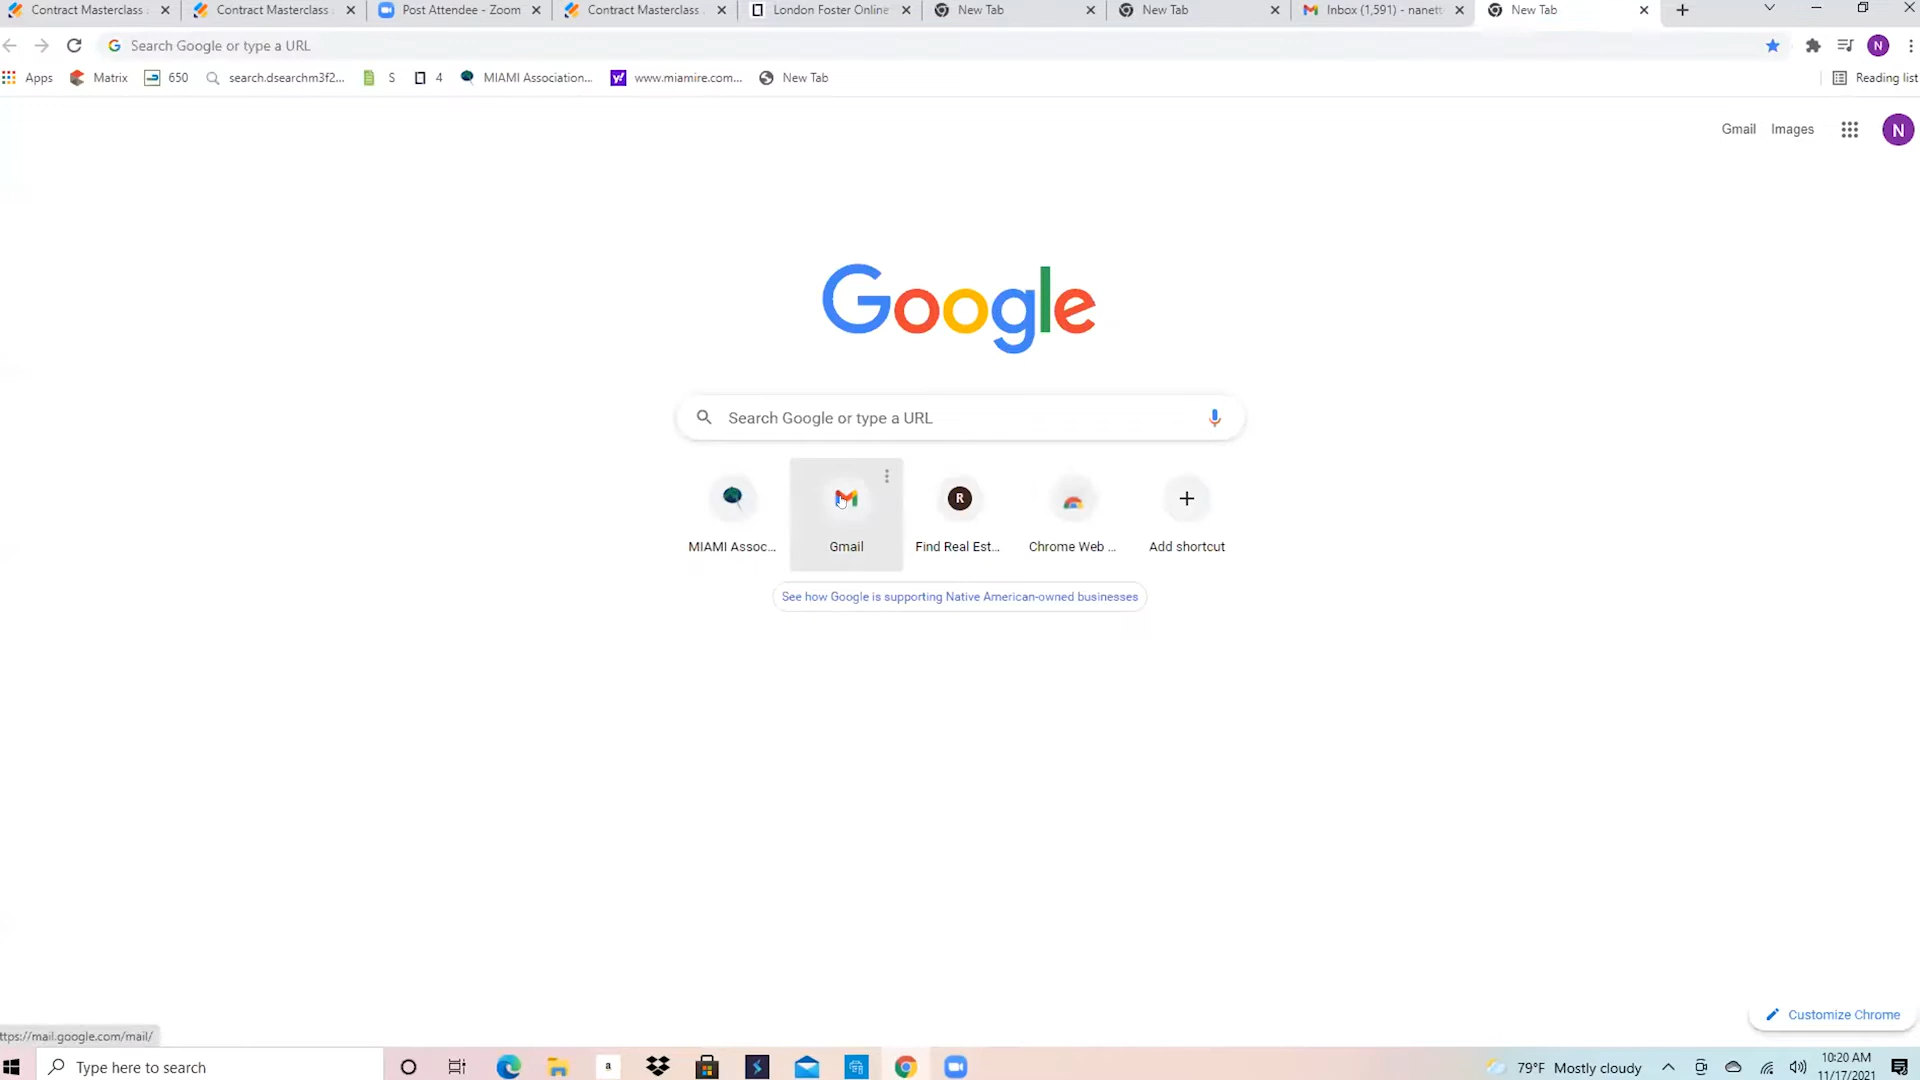 Contract Masterclass
Contract Masterclass
Post Attendee - Zoom
Contract Masterclass
London Foster Online
New Tab
New Tab
Inbox (1,591) - nanett
New Tab
Search Google or type a URL
N
Apps
Matrix
650
search.dsearchm3f2...
S
4
MIAMI Association...
www.miamire.com...
New Tab
Reading list
Gmail
Images
N
Google
Search Google or type a URL
MIAMI Assoc...
Gmail
R
Find Real Est...
Chrome Web ...
Add shortcut
See how Google is supporting Native American-owned businesses
Customize Chrome
ttps://mail.google.com/mail/
Type here to search
a
79°F Mostly cloudy
10:20 AM
11/17/2021